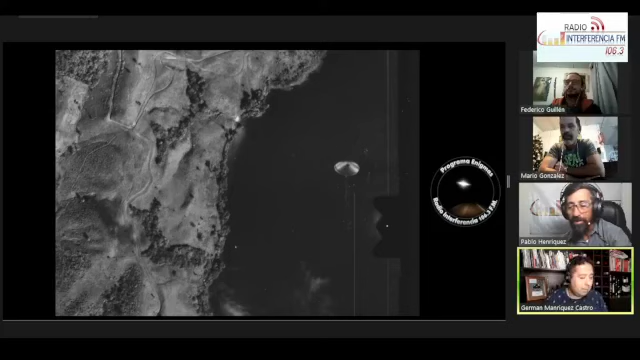 RADIO
INTERFERENCIA FM
106.3
Federico Guillén
Mario Gonzalez
Programa Enigmas
Radio Interferencia 106.3 FM.
Pablo Henriquez
German Manriquez Castro